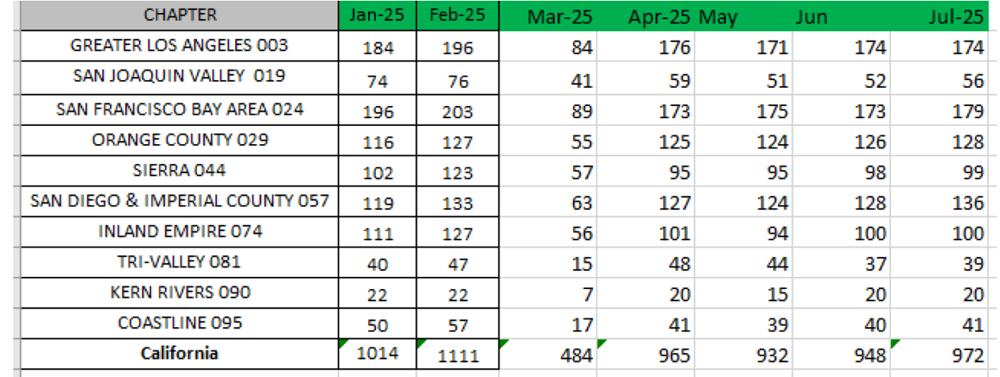 CHAPTER Jan-25 Feb-25 Mar-25 Apr-25 May Jun Jul-25
GREATER LOS ANGELES 003 184 196 84 176 171 174 174
SAN JOAQUIN VALLEY 019 74 76 41 59 51 52 56
SAN FRANCISCO BAY AREA 024 196 203 89 173 175 173 179
ORANGE COUNTY 029 116 127 55 125 124 126 128
SIERRA 044 102 123 57 95 95 98 99
SAN DIEGO & IMPERIAL COUNTY 057 119 133 63 127 124 128 136
INLAND EMPIRE 074 111 127 56 101 94 100 100
TRI-VALLEY 081 40 47 15 48 44 37 39
KERN RIVERS 090 22 22 7 20 15 20 20
COASTLINE 095 50 57 17 41 39 40 41
California 1014 1111 484 965 932 948 972